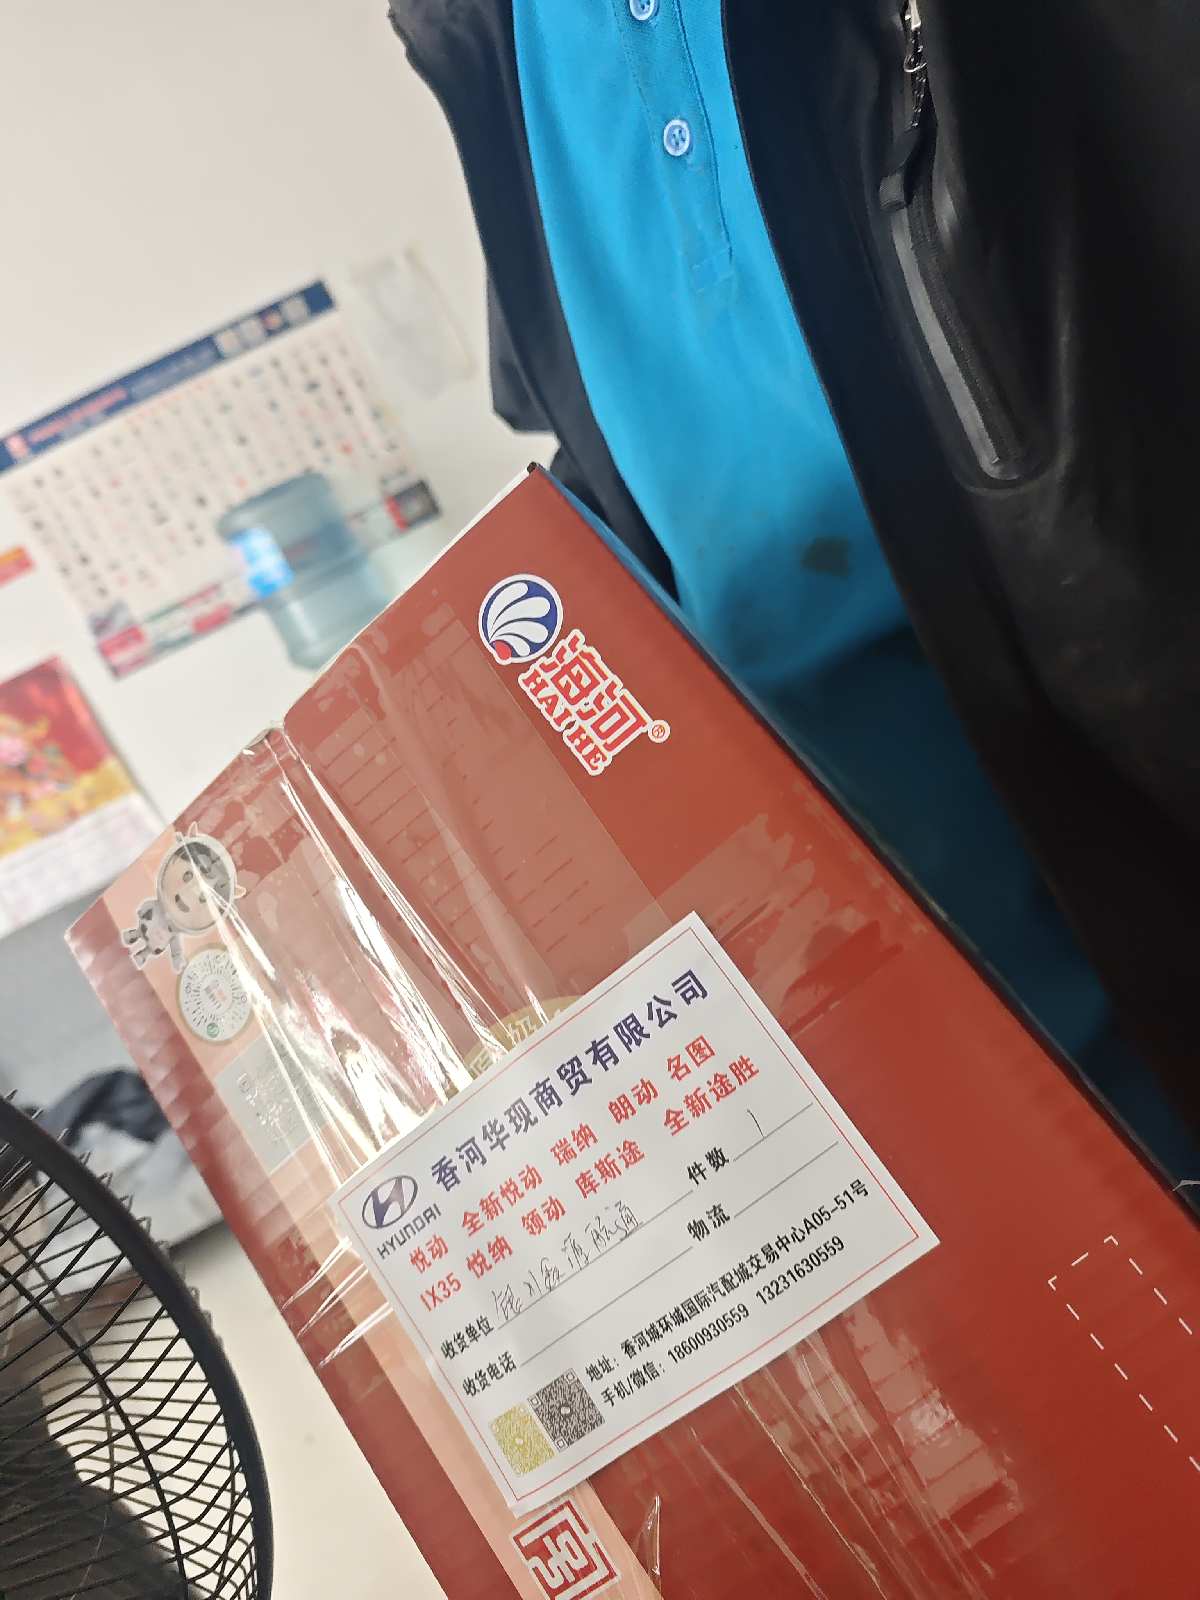 海河®
HAI HE
HYUNDAI
香河华现商贸有限公司
悦动 全新悦动 瑞纳 朗动 名图
IX35 悦纳 领动 库斯途 全新途胜
收货单位 件数 1
收货电话 物流
地址：香河城环城国际汽配城交易中心A05-51号
手机/微信：18600930559 13231630559